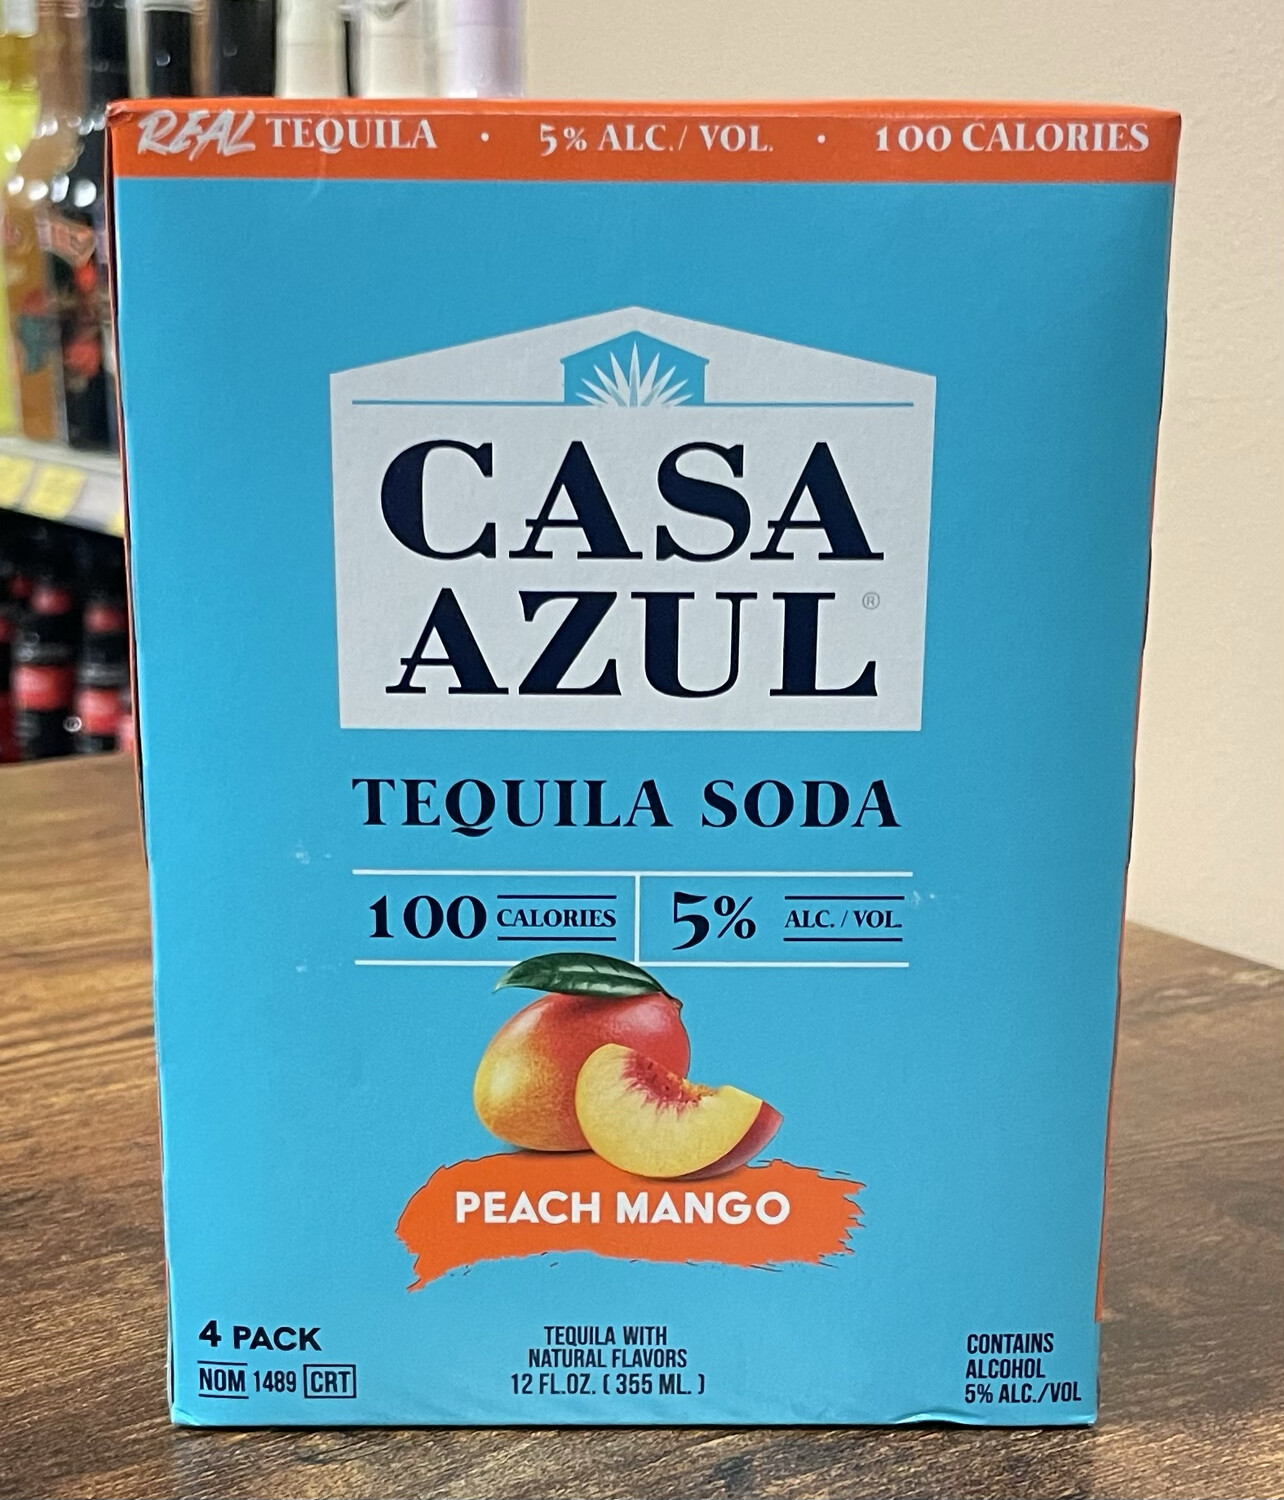 REAL TEQUILA • 5% ALC./ VOL. • 100 CALORIES
CASA
AZUL®
TEQUILA SODA
100 CALORIES 5% ALC. / VOL.
PEACH MANGO
4 PACK
NOM 1489 CRT
TEQUILA WITH
NATURAL FLAVORS
12 FL.OZ. ( 355 ML. )
CONTAINS
ALCOHOL
5% ALC./VOL